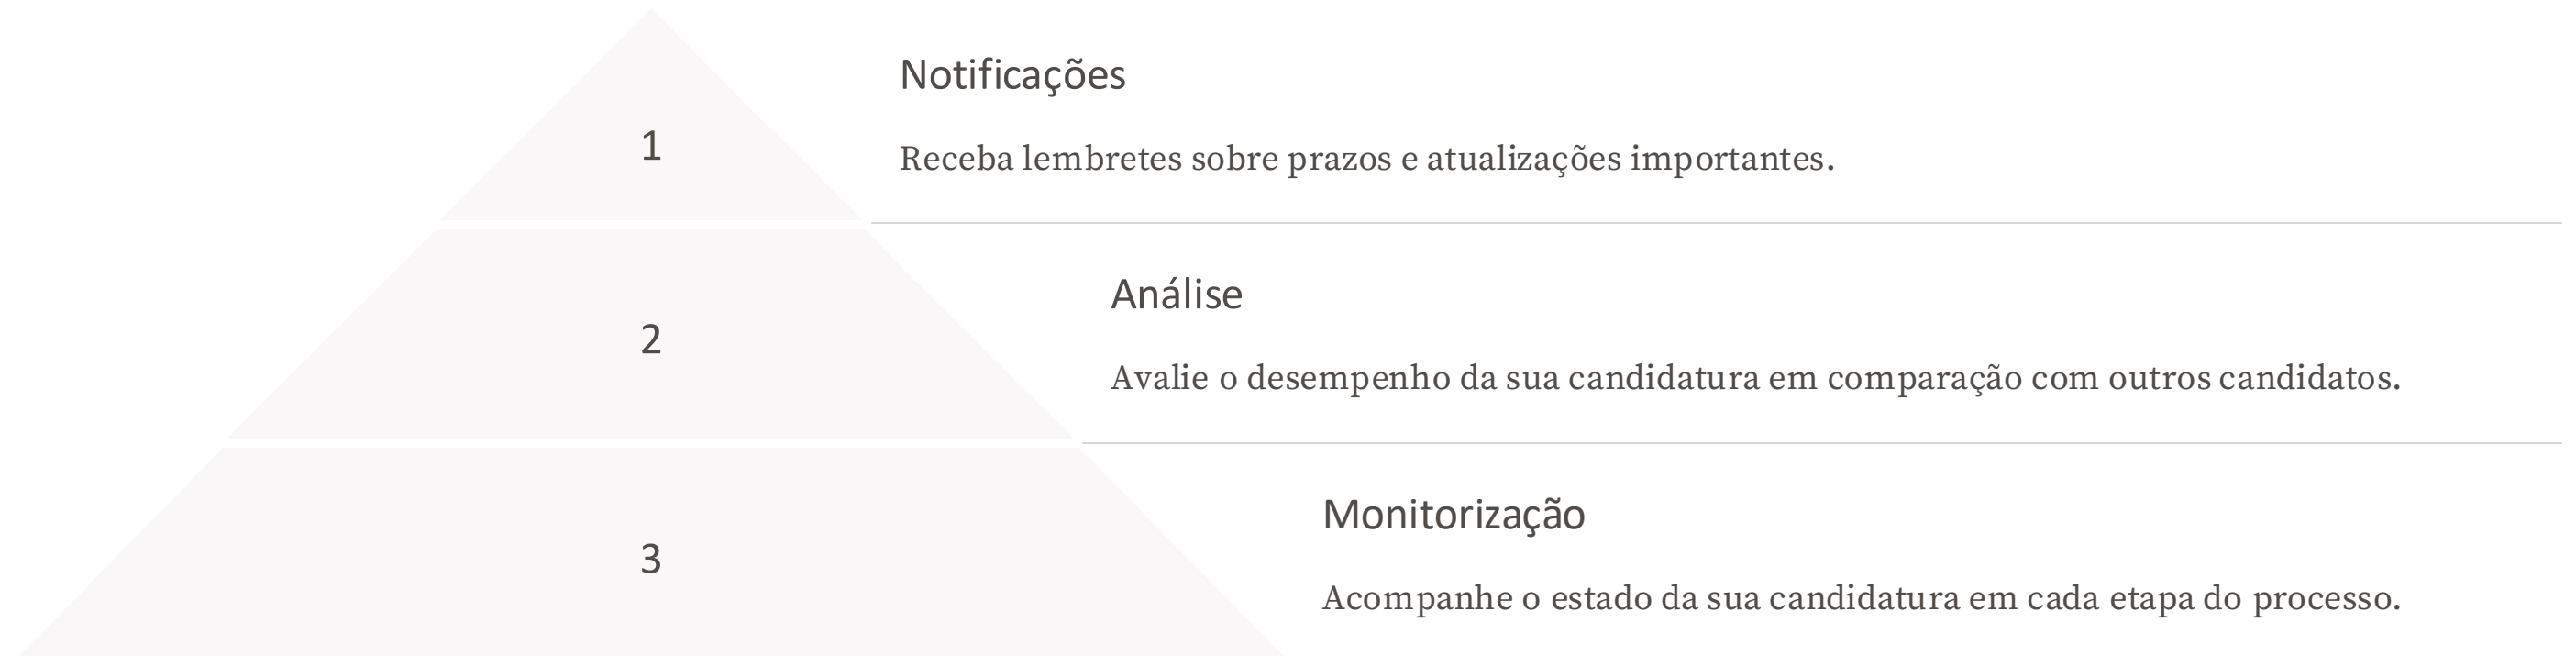 1
Notificações
Receba lembretes sobre prazos e atualizações importantes.
2
Análise
Avalie o desempenho da sua candidatura em comparação com outros candidatos.
3
Monitorização
Acompanhe o estado da sua candidatura em cada etapa do processo.